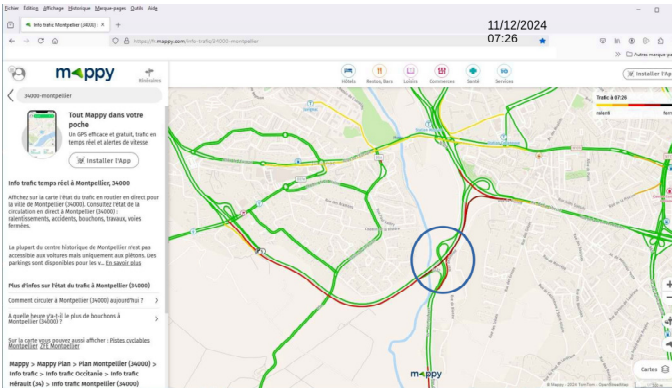 Fichier Édition Affichage Historique Marque-pages Outils Aide
Info trafic Montpellier (34000) :
11/12/2024
07:26
https://fr.mappy.com/info-trafic/34000-montpellier
Autres marque-pa
mappy
Itinéraires
Hôtels
Restos, Bars
Loisirs
Commerces
Santé
Services
Installer l'Ap
34000-montpellier
Tout Mappy dans votre
poche
Un GPS efficace et gratuit, trafic en
temps réel et alertes de vitesse
Installer l'App
Trafic à 07:26
ralenti
ferm
Info trafic temps réel à Montpellier, 34000
Affichez sur la carte l'état du trafic en routier en direct pour
la ville de Montpellier (34000). Consultez l'état de la
circulation en direct à Montpellier (34000) :
ralentissements, accidents, bouchons, travaux, voies
fermées.
La plupart du centre historique de Montpellier n'est pas
accessible aux voitures mais uniquement aux piétons. Des
parkings sont disponibles pour les v... En savoir plus
Plus d'infos sur l'état du trafic à Montpellier (34000)
Comment circuler à Montpellier (34000) aujourd'hui ?
A quelle heure y'a-t-il le plus de bouchons à
Montpellier (34000) ?
Sur la carte vous pouvez aussi afficher : Pistes cyclables
Montpellier ZFE Montpellier
Mappy > Mappy Plan > Plan Montpellier (34000) >
Info trafic > Info trafic Occitanie > Info trafic
Hérault (34) > Info trafic Montpellier (34000)
mappy
Cartes
© Mappy - 2024 TomTom - OpenStreetMap